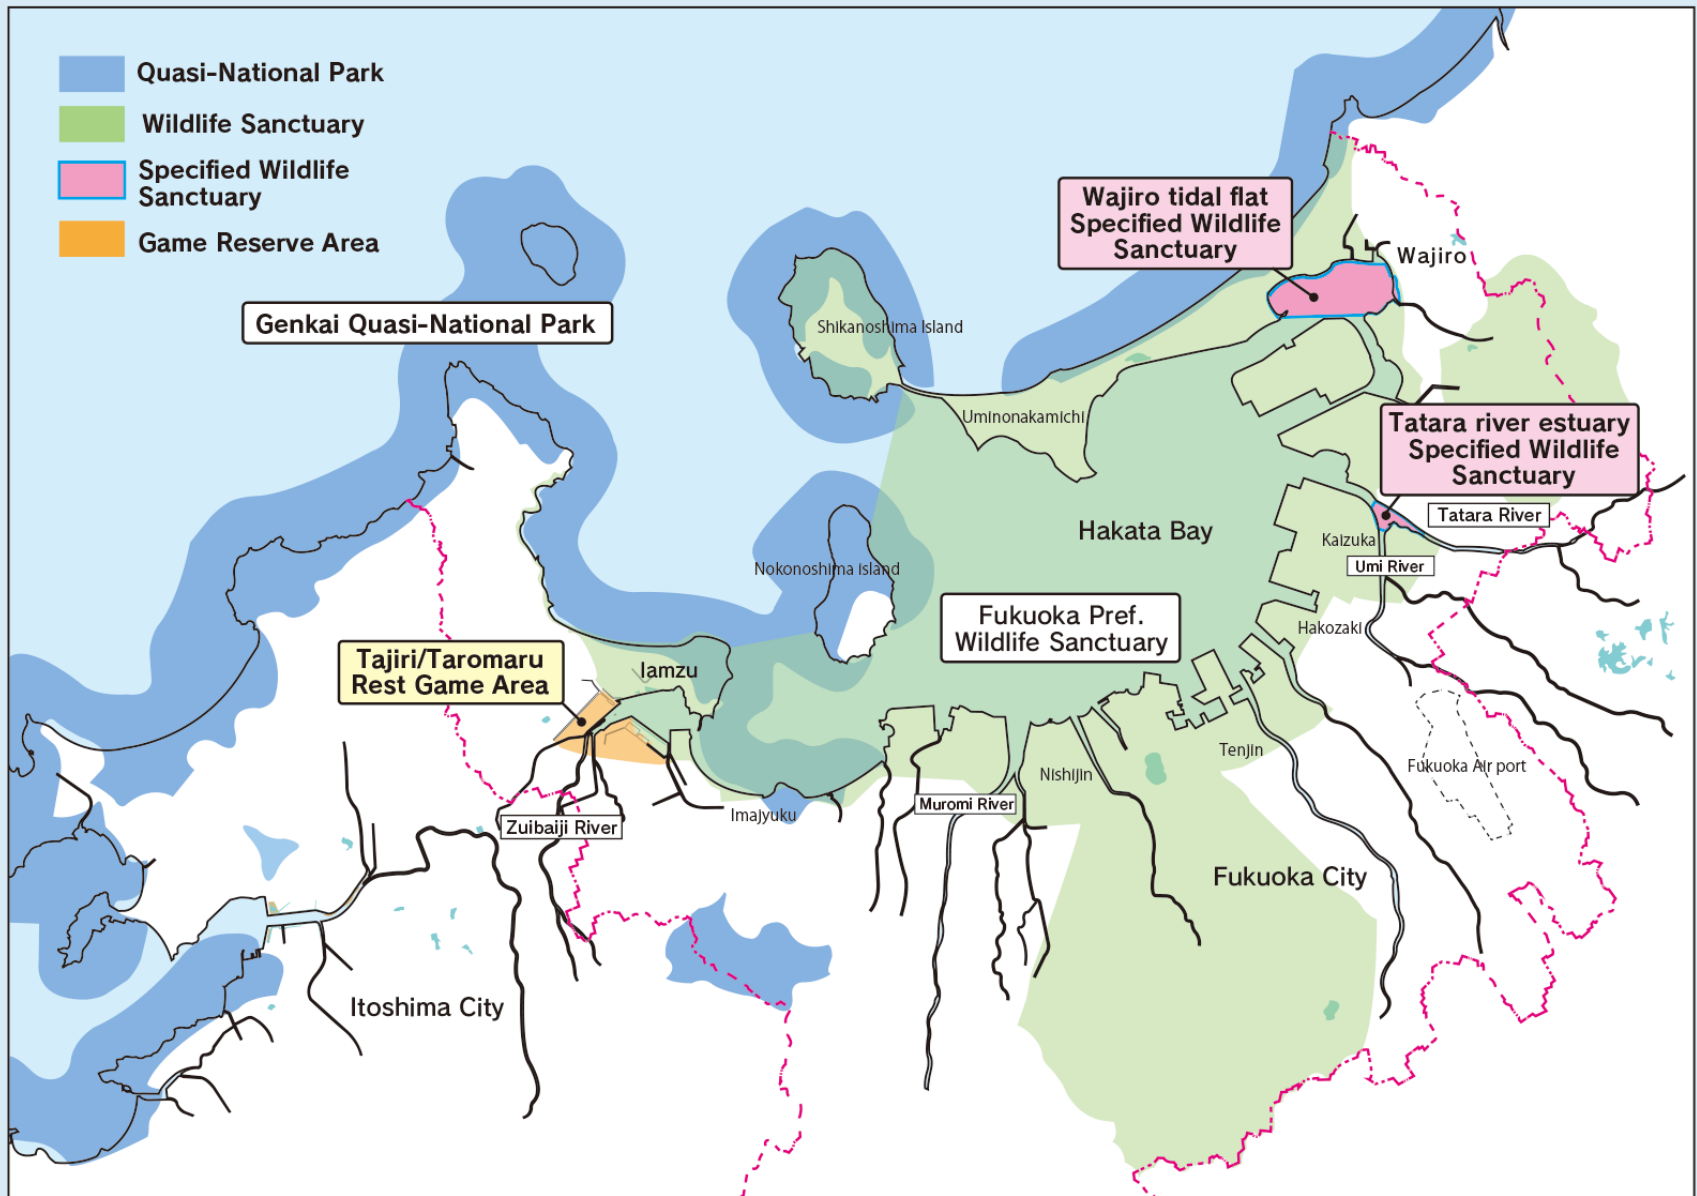 Quasi-National Park
Wildlife Sanctuary
Specified Wildlife
Sanctuary
Game Reserve Area
Genkai Quasi-National Park
Wajiro tidal flat
Specified Wildlife
Sanctuary
Wajiro
Shikanoshima Island
Uminonakamichi
Tatara river estuary
Specified Wildlife
Sanctuary
Tatara River
Hakata Bay
Kaizuka
Umi River
Nokonoshima island
Fukuoka Pref.
Wildlife Sanctuary
Hakozaki
Tajiri/Taromaru
Rest Game Area
Iamzu
Tenjin
Fukuoka Air port
Nishijin
Muromi River
Imajyuku
Zuibaiji River
Fukuoka City
Itoshima City